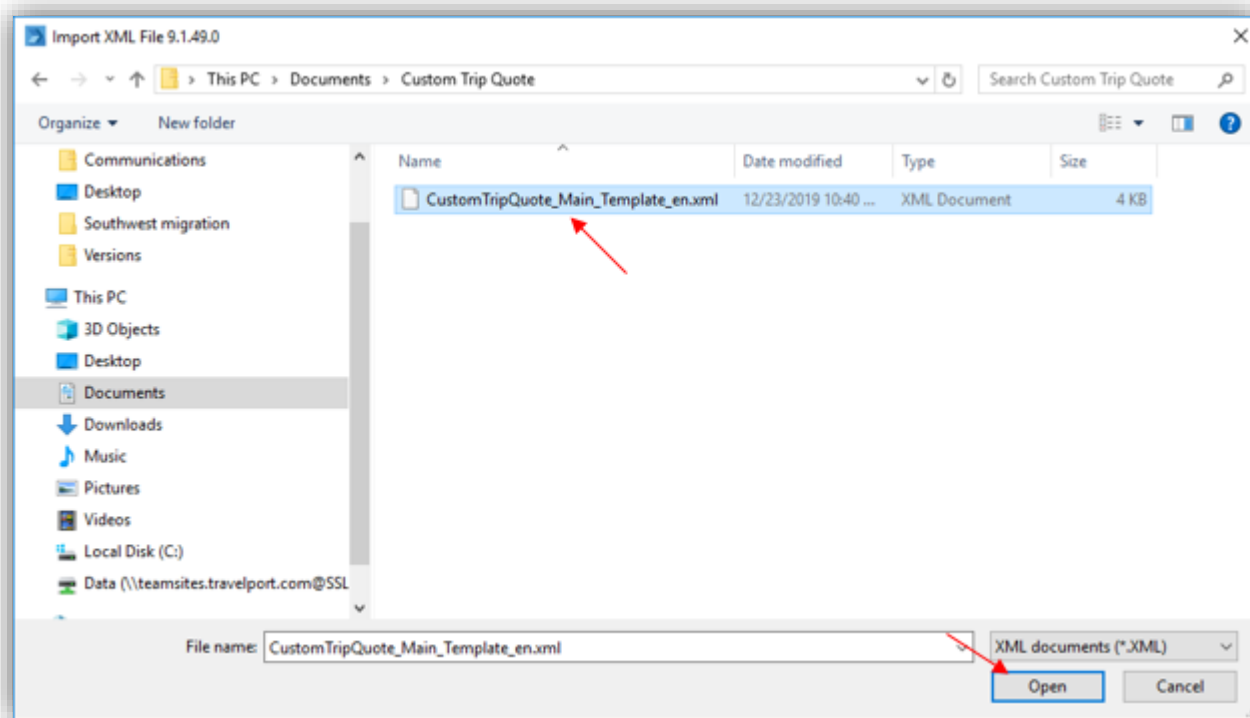 Import XML File 9.1.49.0
This PC > Documents > Custom Trip Quote
Search Custom Trip Quote
Organize
New folder
Communications
Desktop
Southwest migration
Versions
This PC
3D Objects
Desktop
Documents
Downloads
Music
Pictures
Videos
Local Disk (C:)
Data (\\teamsites.travelport.com@SSL
Name Date modified Type Size
CustomTripQuote_Main_Template_en.xml 12/23/2019 10:40 ... XML Document 4 KB
File name: CustomTripQuote_Main_Template_en.xml
XML documents (*.XML)
Open
Cancel